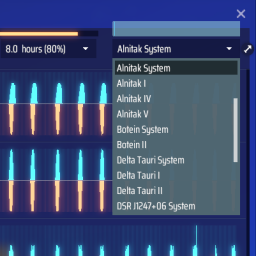 8.0 hours (80%)
Alnitak System
Alnitak System
Alnitak I
Alnitak IV
Alnitak V
Botein System
Botein II
Delta Tauri System
Delta Tauri I
Delta Tauri II
DSR J1247+06 System